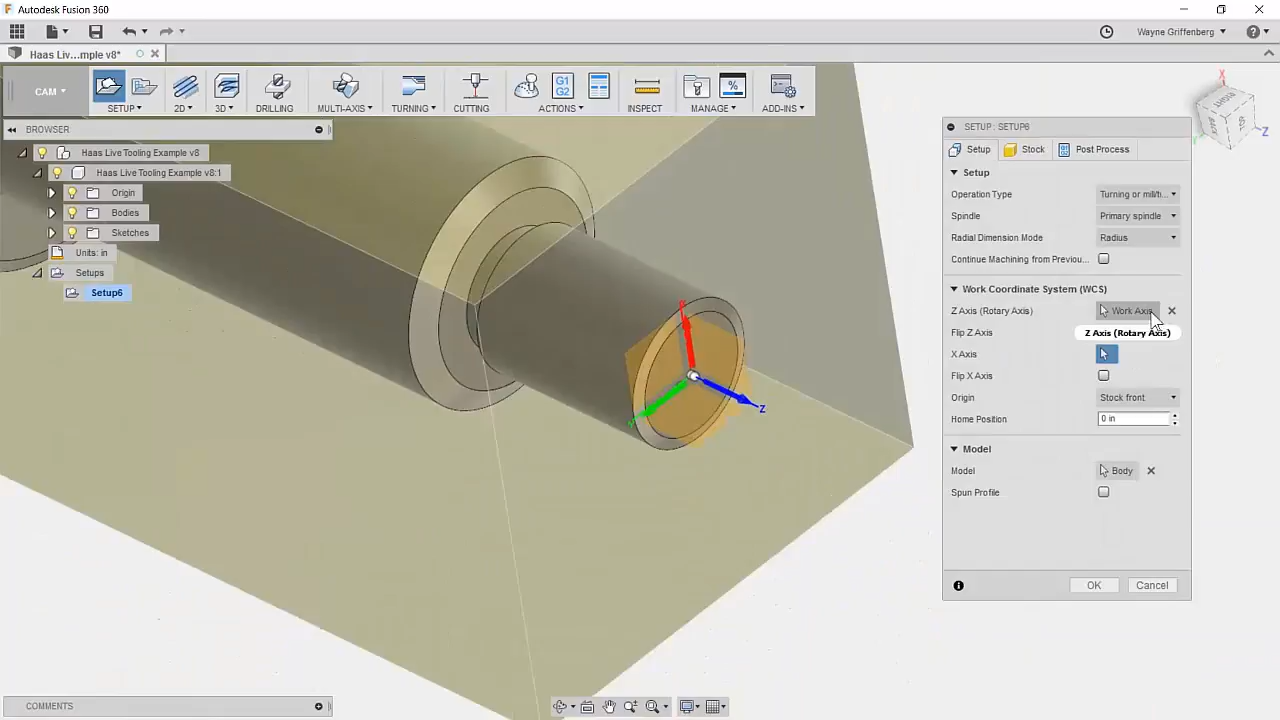 Autodesk Fusion 360
Wayne Griffenberg
Haas Liv...mple v8*
CAM
SETUP
2D
3D
DRILLING
MULTI-AXIS
TURNING
CUTTING
G1
G2
ACTIONS
INSPECT
%
MANAGE
ADD-INS
BROWSER
Haas Live Tooling Example v8
Haas Live Tooling Example v8:1
Origin
Bodies
Sketches
Units: in
Setups
Setup6
SETUP : SETUP6
Setup
Stock
Post Process
Setup
Operation Type
Turning or mill/t...
Spindle
Primary spindle
Radial Dimension Mode
Radius
Continue Machining from Previou...
Work Coordinate System (WCS)
Z Axis (Rotary Axis)
Work Axis
Flip Z Axis
Z Axis (Rotary Axis)
X Axis
Flip X Axis
Origin
Stock front
Home Position
0 in
Model
Model
Body
Spun Profile
OK
Cancel
X
Z
RIGHT
Z
COMMENTS